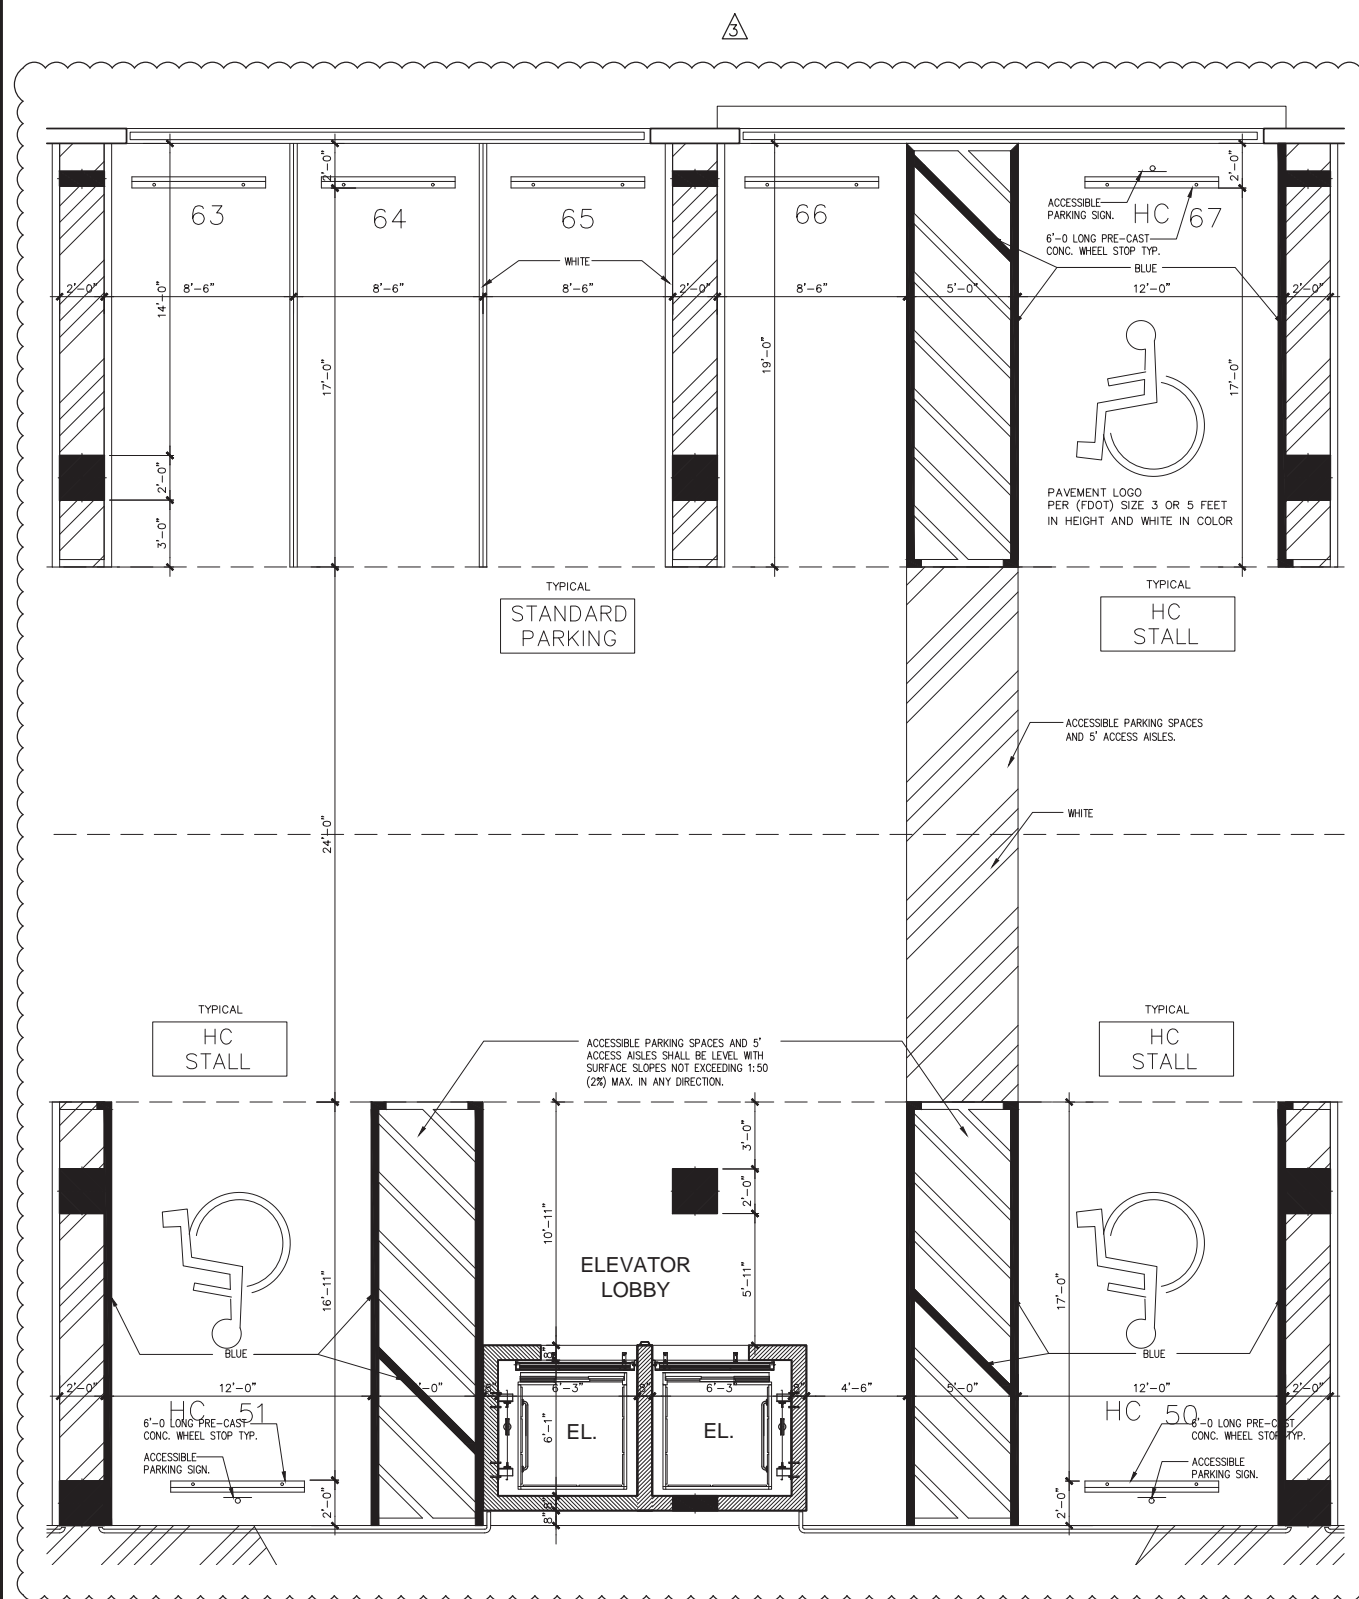 3
63
64
65
66
HC 67
2'-0"
2'-0"
ACCESSIBLE
PARKING SIGN.
6'-0 LONG PRE-CAST
CONC. WHEEL STOP TYP.
WHITE
BLUE
2'-0"
8'-6"
8'-6"
8'-6"
2'-0"
8'-6"
5'-0"
12'-0"
2'-0"
14'-0"
17'-0"
19'-0"
17'-0"
2'-0"
3'-0"
PAVEMENT LOGO
PER (FDOT) SIZE 3 OR 5 FEET
IN HEIGHT AND WHITE IN COLOR
TYPICAL
STANDARD
PARKING
TYPICAL
HC
STALL
ACCESSIBLE PARKING SPACES
AND 5' ACCESS AISLES.
WHITE
24'-0"
TYPICAL
HC
STALL
ACCESSIBLE PARKING SPACES AND 5'
ACCESS AISLES SHALL BE LEVEL WITH
SURFACE SLOPES NOT EXCEEDING 1:50
(2%) MAX. IN ANY DIRECTION.
TYPICAL
HC
STALL
3'-0"
2'-0"
10'-11"
5'-11"
16'-11"
17'-0"
ELEVATOR
LOBBY
BLUE
BLUE
8"
2'-0"
12'-0"
6'-3"
6'-3"
4'-6"
5'-0"
12'-0"
2'-0"
HC 51
6'-0 LONG PRE-CAST
CONC. WHEEL STOP TYP.
ACCESSIBLE
PARKING SIGN.
2'-0"
6'-1"
EL.
EL.
8"
HC 50
6'-0 LONG PRE-CAST
CONC. WHEEL STOP TYP.
ACCESSIBLE
PARKING SIGN.
2'-0"